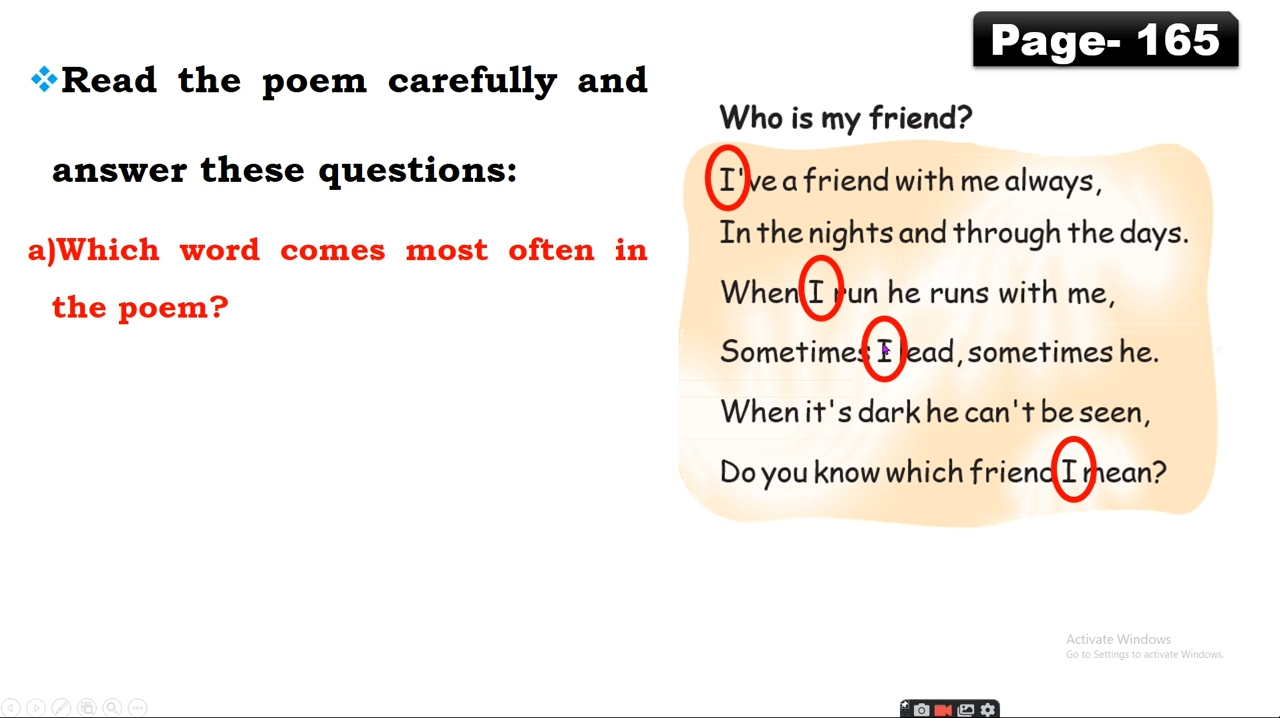 Page- 165
❖Read the poem carefully and
answer these questions:
a)Which word comes most often in
the poem?
Who is my friend?
I've a friend with me always,
In the nights and through the days.
When I run he runs with me,
Sometimes I lead, sometimes he.
When it's dark he can't be seen,
Do you know which friend I mean?
Activate Windows
Go to Settings to activate Windows.